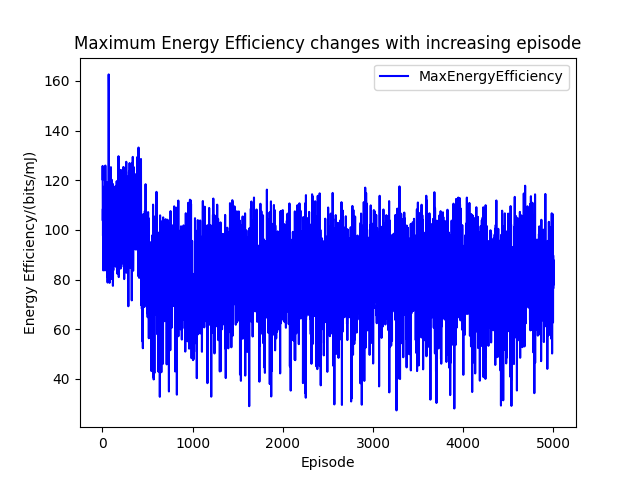 Maximum Energy Efficiency changes with increasing episode
MaxEnergyEfficiency
Energy Efficiency/(bits/mJ)
160
140
120
100
80
60
40
0 1000 2000 3000 4000 5000
Episode